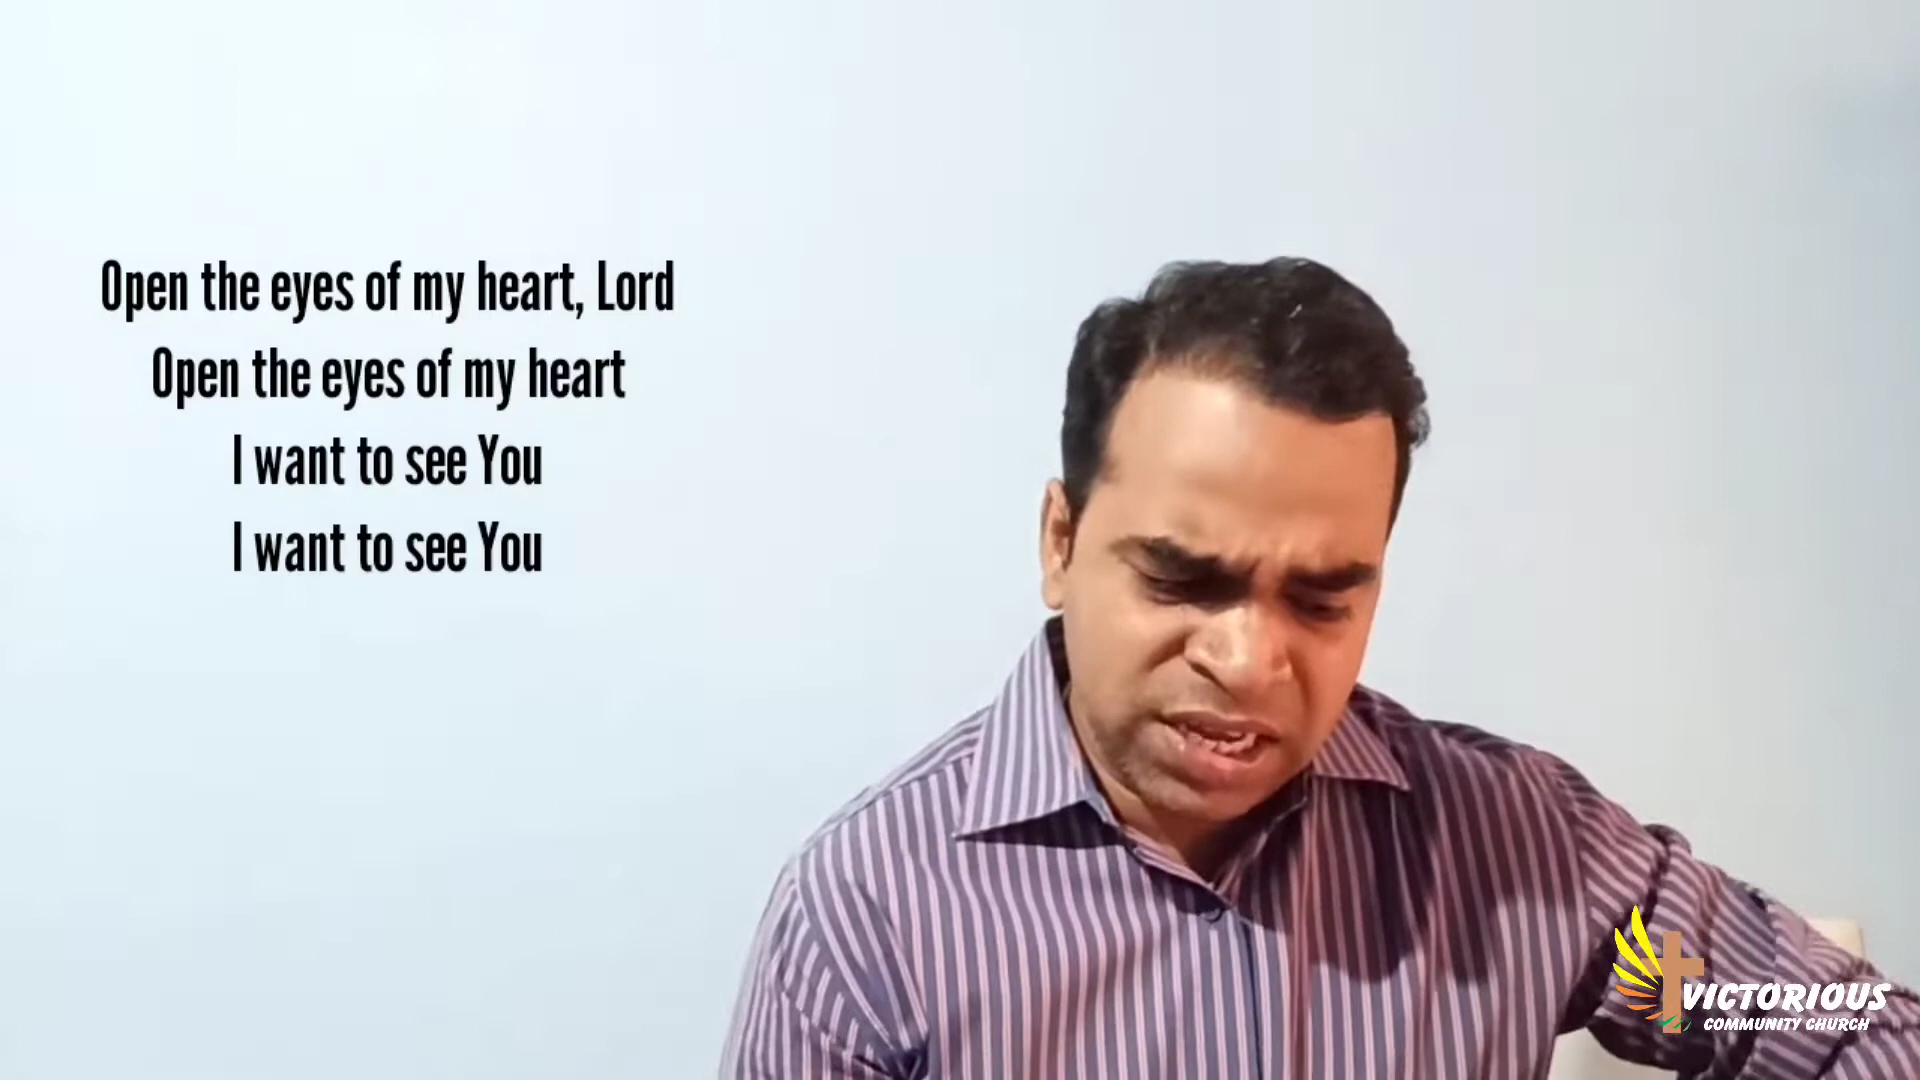 Open the eyes of my heart, Lord
Open the eyes of my heart
I want to see You
I want to see You
VICTORIOUS
COMMUNITY CHURCH